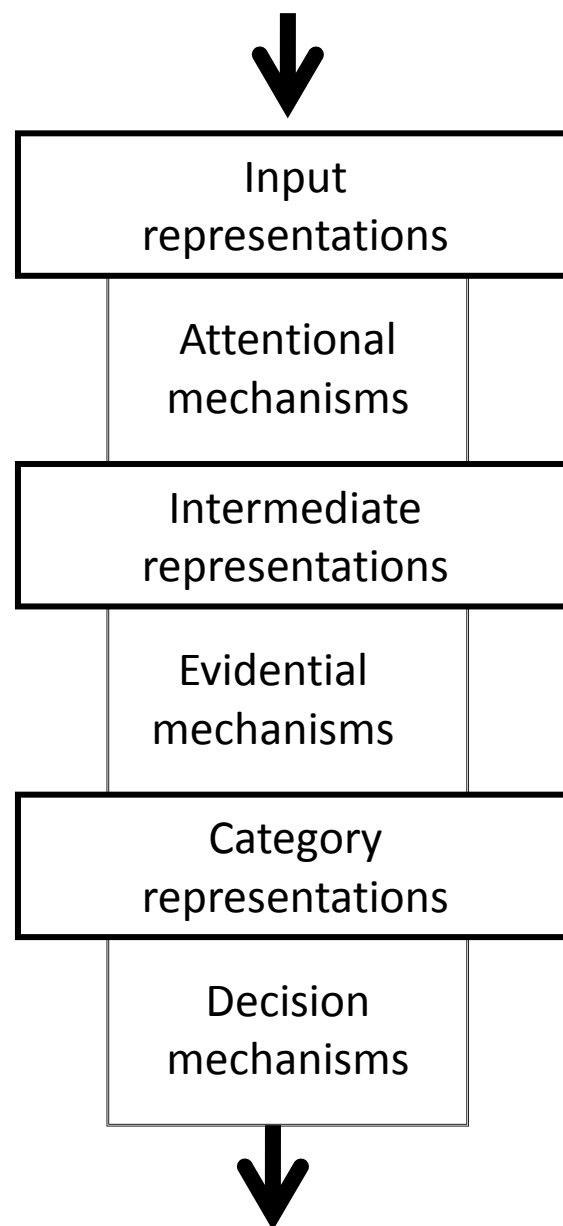 Input
representations
Attentional
mechanisms
Intermediate
representations
Evidential
mechanisms
Category
representations
Decision
mechanisms